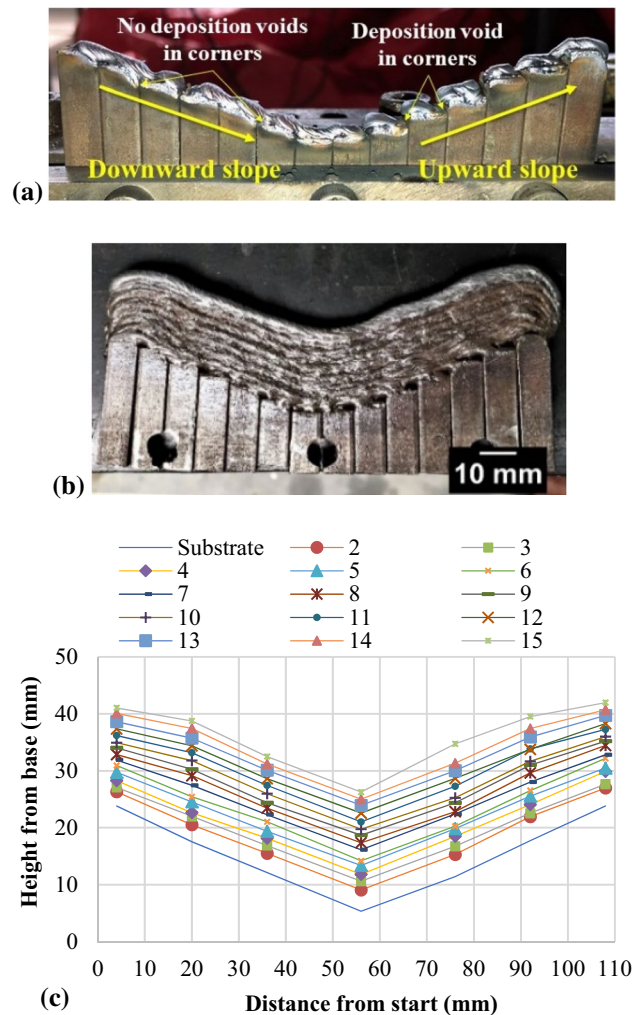 No deposition voids
in corners
Deposition void
in corners
Downward slope
Upward slope
(a)
10 mm
(b)
Substrate 2 3
4 5 6
7 8 9
10 11 12
13 14 15
50
40
30
20
10
0
Height from base (mm)
0 10 20 30 40 50 60 70 80 90 100 110
Distance from start (mm)
(c)